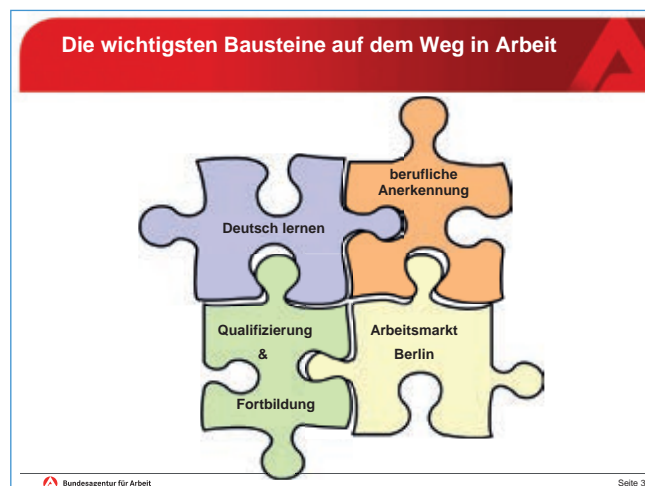 Die wichtigsten Bausteine auf dem Weg in Arbeit
berufliche
Anerkennung
Deutsch lernen
Qualifizierung
&
Fortbildung
Arbeitsmarkt
Berlin
Bundesagentur für Arbeit
Seite 3